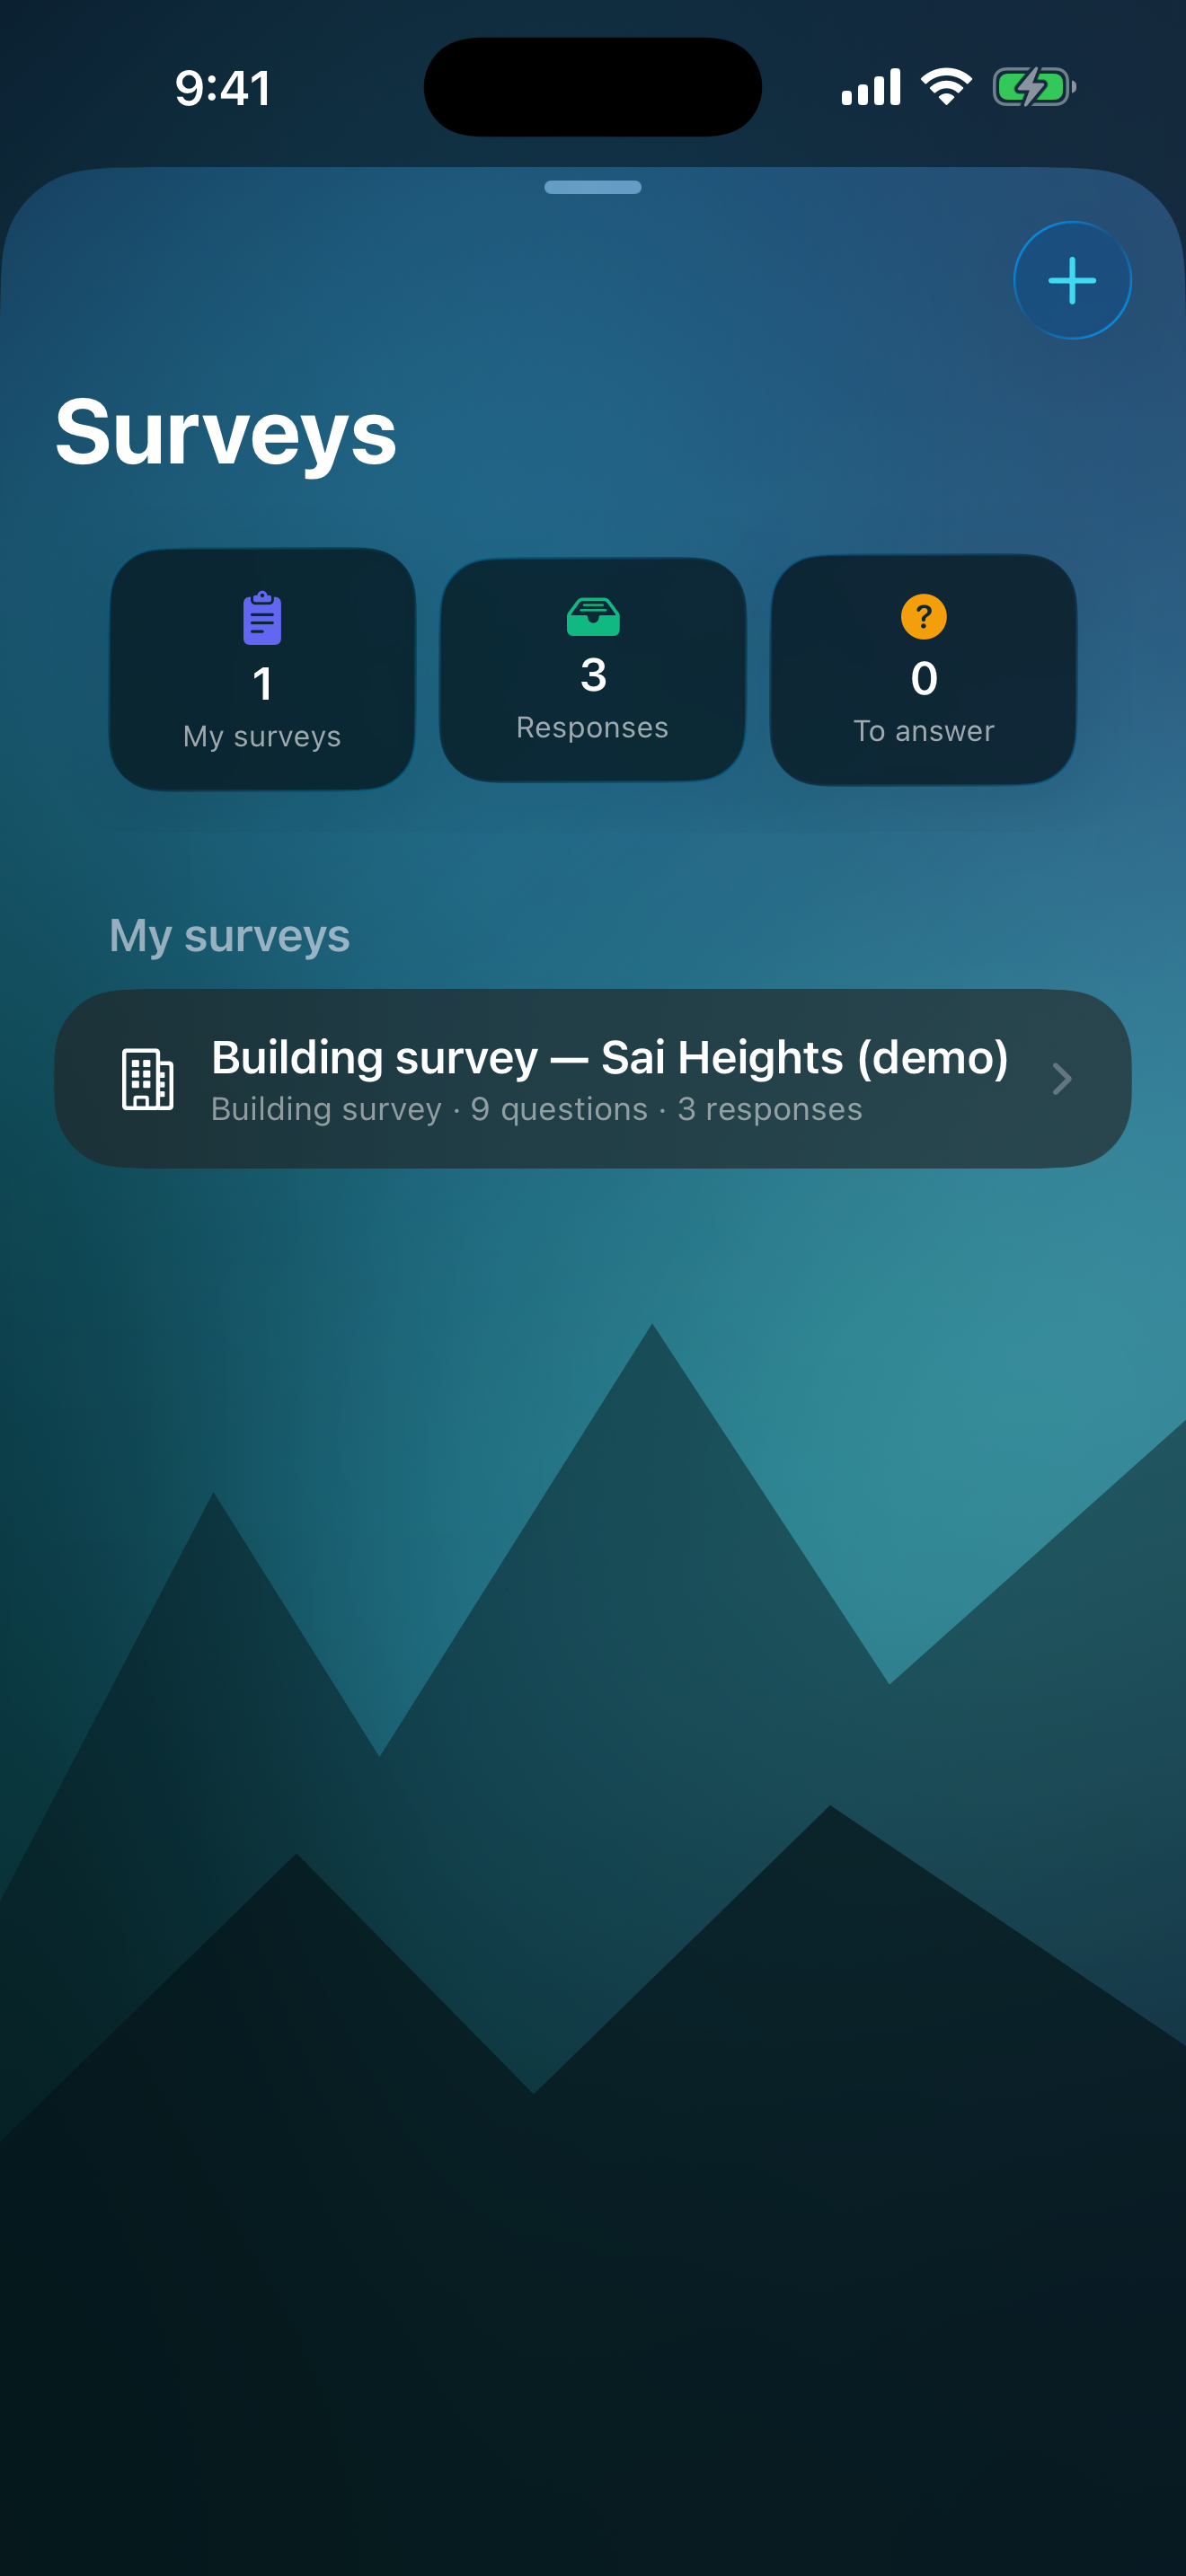 9:41
Surveys
1
My surveys
3
Responses
?
0
To answer
My surveys
Building survey — Sai Heights (demo)
Building survey · 9 questions · 3 responses